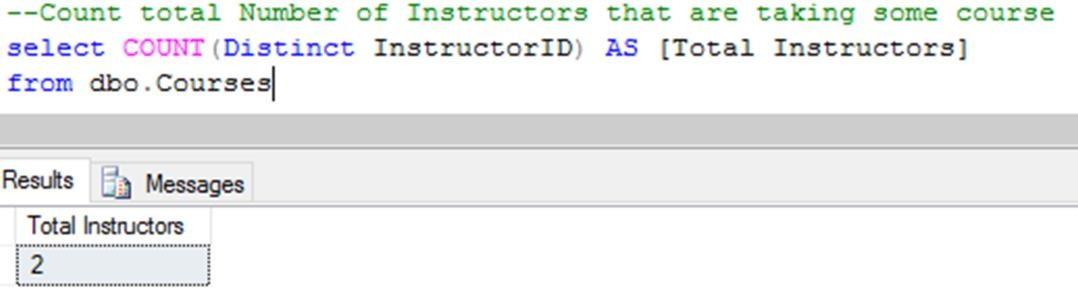 --Count total Number of Instructors that are taking some course
select COUNT(Distinct InstructorID) AS [Total Instructors]
from dbo.Courses
Results Messages
Total Instructors
2